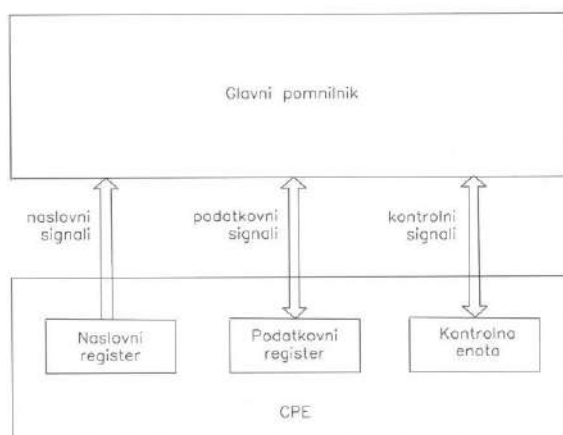 Glavni pomnilnik
naslovni
signali
podatkovni
signali
kontrolni
signali
Naslovni
register
Podatkovni
register
Kontrolna
enota
CPE